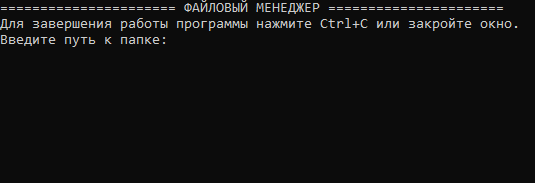 ====================== ФАЙЛОВЫЙ МЕНЕДЖЕР ======================
Для завершения работы программы нажмите Ctrl+C или закройте окно.
Введите путь к папке: